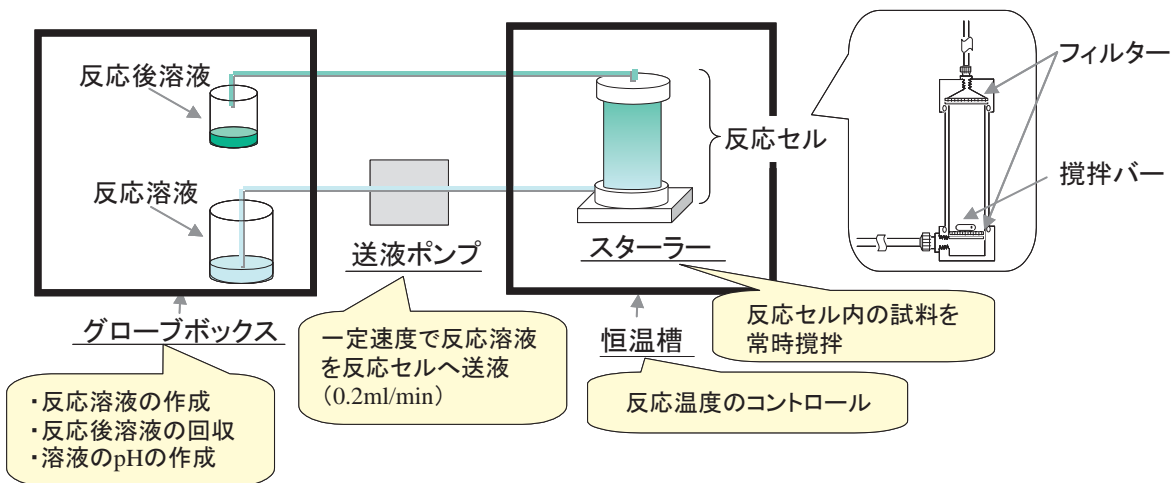 反応後溶液
反応溶液
送液ポンプ
反応セル
スターラー
フィルター
攪拌バー
グローブボックス
・反応溶液の作成
・反応後溶液の回収
・溶液のpHの作成
一定速度で反応溶液
を反応セルへ送液
（0.2ml/min）
恒温槽
反応セル内の試料を
常時攪拌
反応温度のコントロール